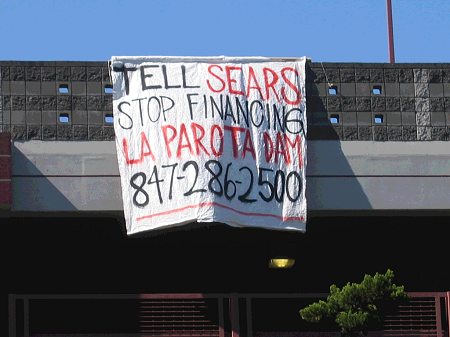 TELL SEARS
STOP FINANCING
LA PAROTA DAM
847-286-2500